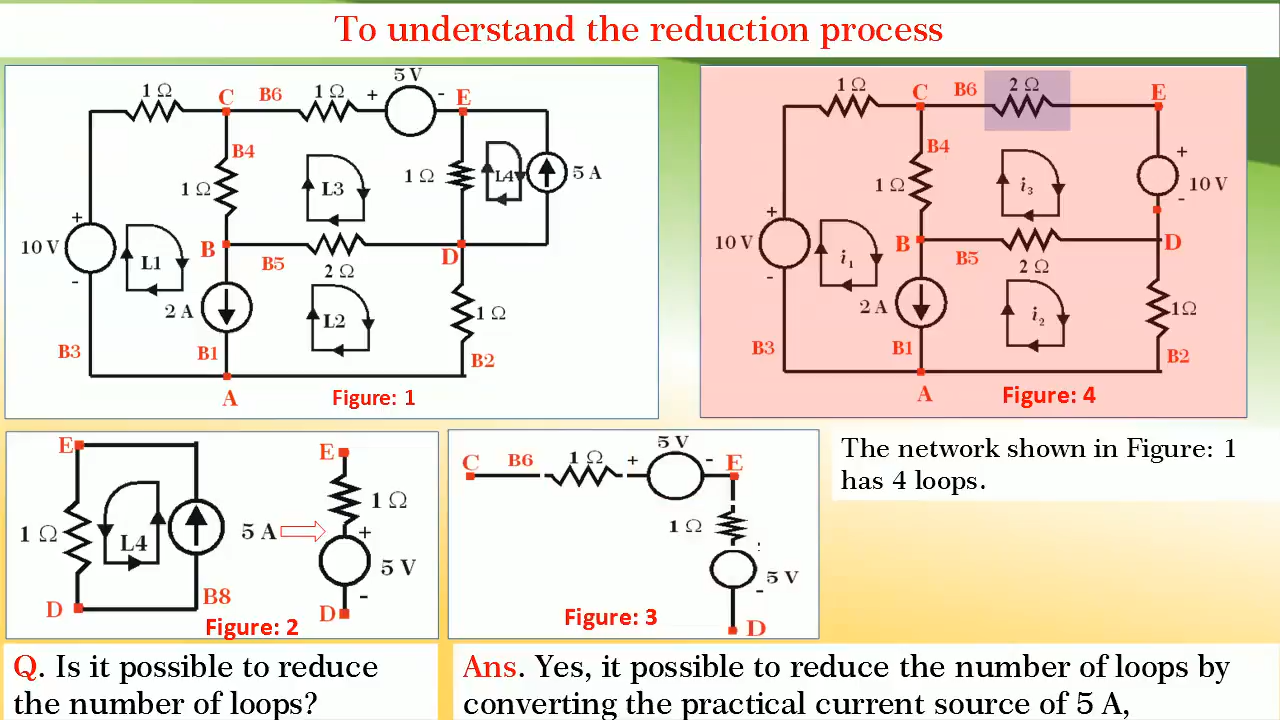 To understand the reduction process
1 Ω
C
B6
1 Ω
+
5 V
-
E
B4
1 Ω
L3
1 Ω
L4
5 A
+
10 V
-
L1
B
B5
2 Ω
D
2 A
L2
1 Ω
B3
B1
B2
A
Figure: 1
1 Ω
C
B6
2 Ω
E
B4
1 Ω
i3
+
10 V
-
+
10 V
-
i1
B
B5
2 Ω
D
2 A
i2
1Ω
B3
B1
B2
A
Figure: 4
E
1 Ω
L4
5 A
D
B8
E
1 Ω
+
5 V
-
D
Figure: 2
C
B6
1 Ω
+
5 V
-
E
1 Ω
5 V
-
D
Figure: 3
The network shown in Figure: 1
has 4 loops.
Q. Is it possible to reduce
the number of loops?
Ans. Yes, it possible to reduce the number of loops by
converting the practical current source of 5 A,